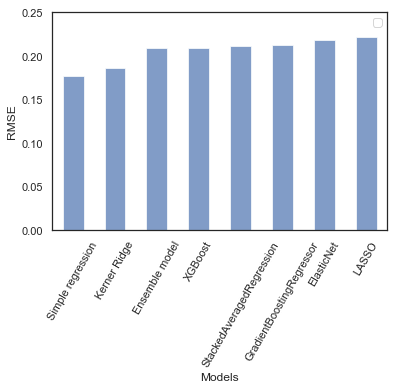 0.25
0.20
0.15
0.10
0.05
0.00
RMSE
Simple regression
Kerner Ridge
Ensemble model
XGBoost
StackedAveragedRegression
GradientBoostingRegressor
ElasticNet
LASSO
Models